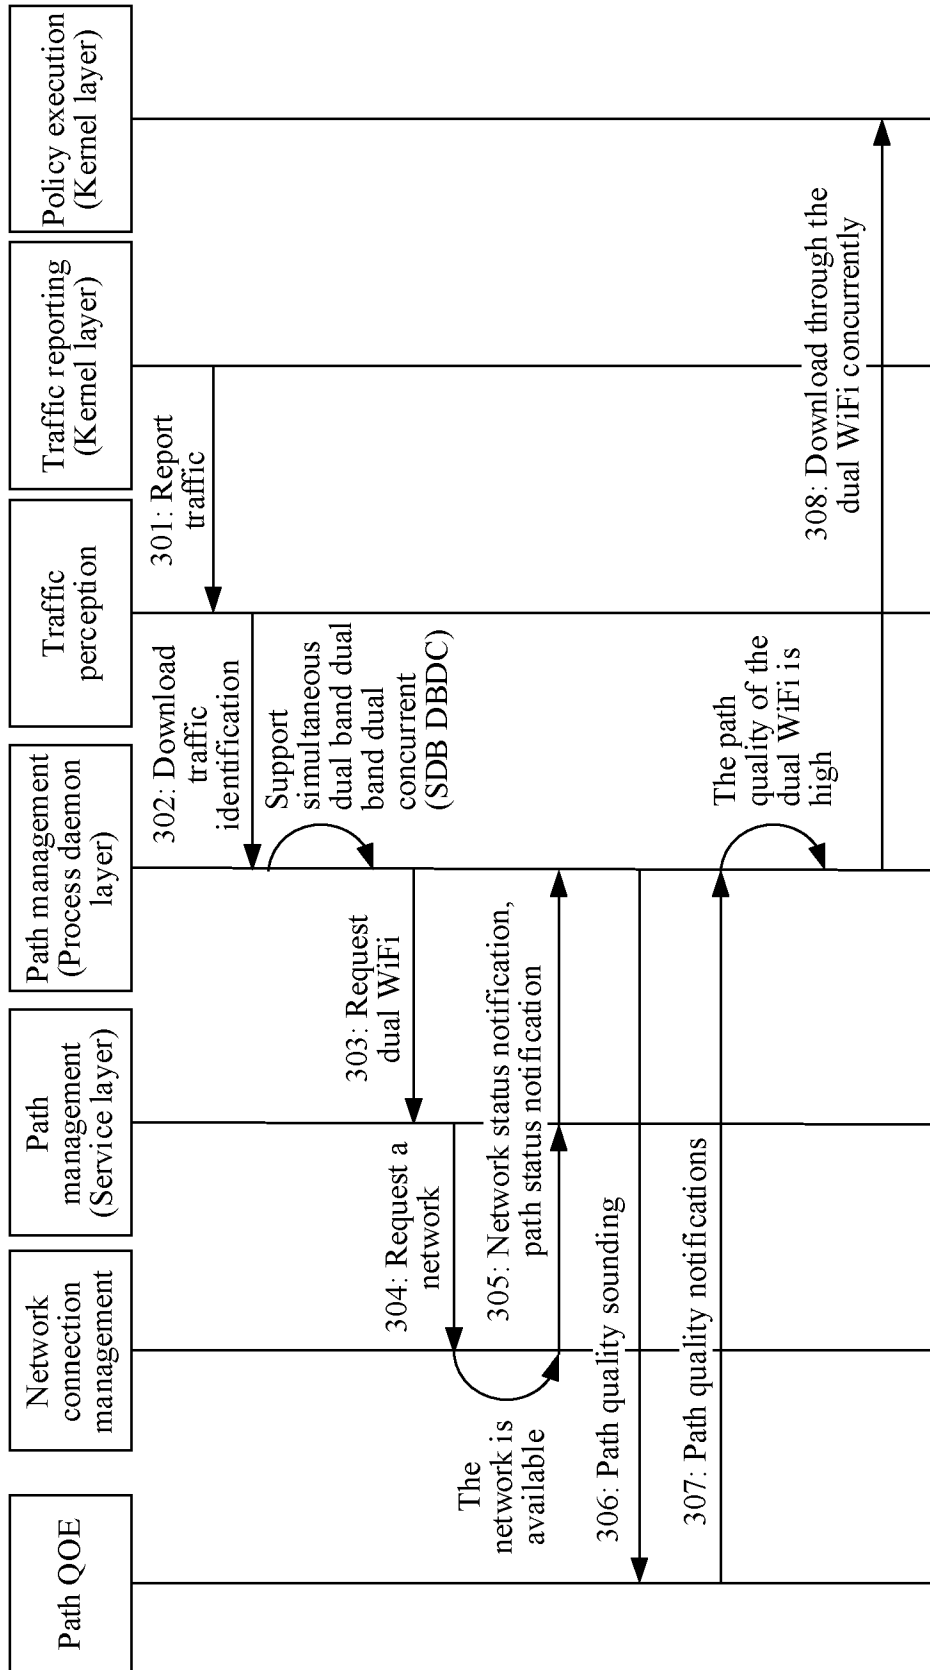 Path QOE
Network
connection
management
Path
management
(Service layer)
Path management
(Process daemon
layer)
Traffic
perception
Traffic reporting
(Kernel layer)
Policy execution
(Kernel layer)
301: Report
traffic
302: Download
traffic
identification
Support
simultaneous
dual band dual
band dual
concurrent
(SDB DBDC)
303: Request
dual WiFi
304: Request a
network
The
network is
available
305: Network status notification,
path status notification
306: Path quality sounding
307: Path quality notifications
The path
quality of the
dual WiFi is
high
308: Download through the
dual WiFi concurrently